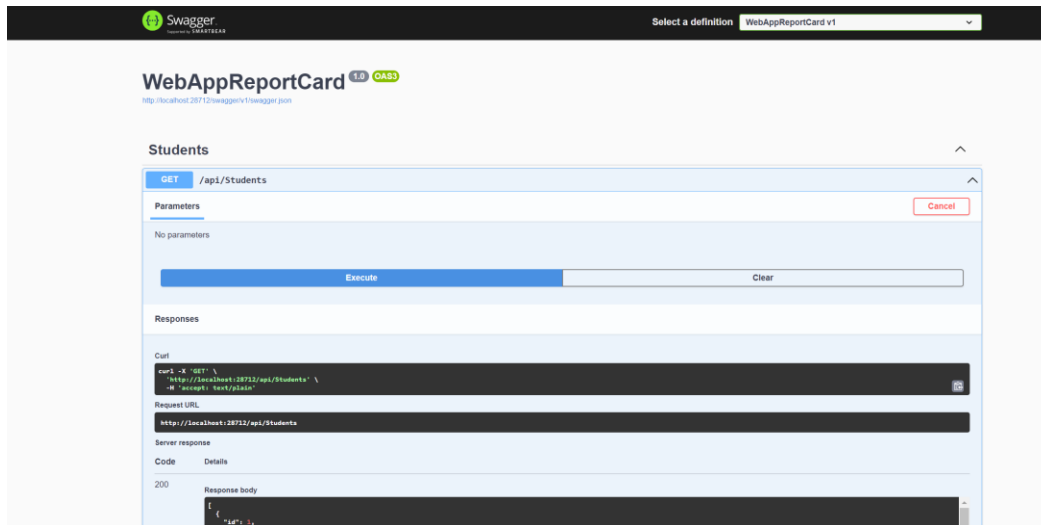 Swagger.
Supported by SMARTBEAR
Select a definition WebAppReportCard v1
WebAppReportCard 1.0 OAS3
http://localhost:28712/swagger/v1/swagger.json
Students
GET /api/Students
Parameters
Cancel
No parameters
Execute
Clear
Responses
Curl
curl -X 'GET' \
'http://localhost:28712/api/Students' \
-H 'accept: text/plain'
Request URL
http://localhost:28712/api/Students
Server response
Code Details
200
Response body
[
{
"id": 1,